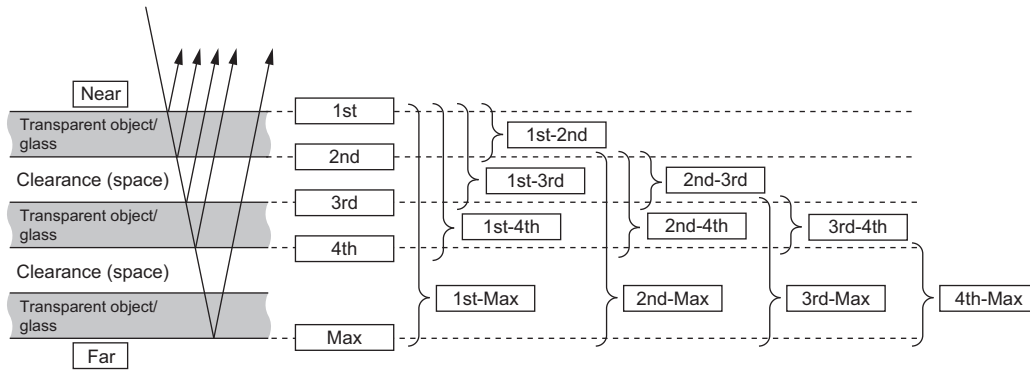 Near
Transparent object/
glass
Clearance (space)
Transparent object/
glass
Clearance (space)
Transparent object/
glass
Far
1st
2nd
3rd
4th
Max
1st-2nd
1st-3rd
2nd-3rd
1st-4th
2nd-4th
3rd-4th
1st-Max
2nd-Max
3rd-Max
4th-Max